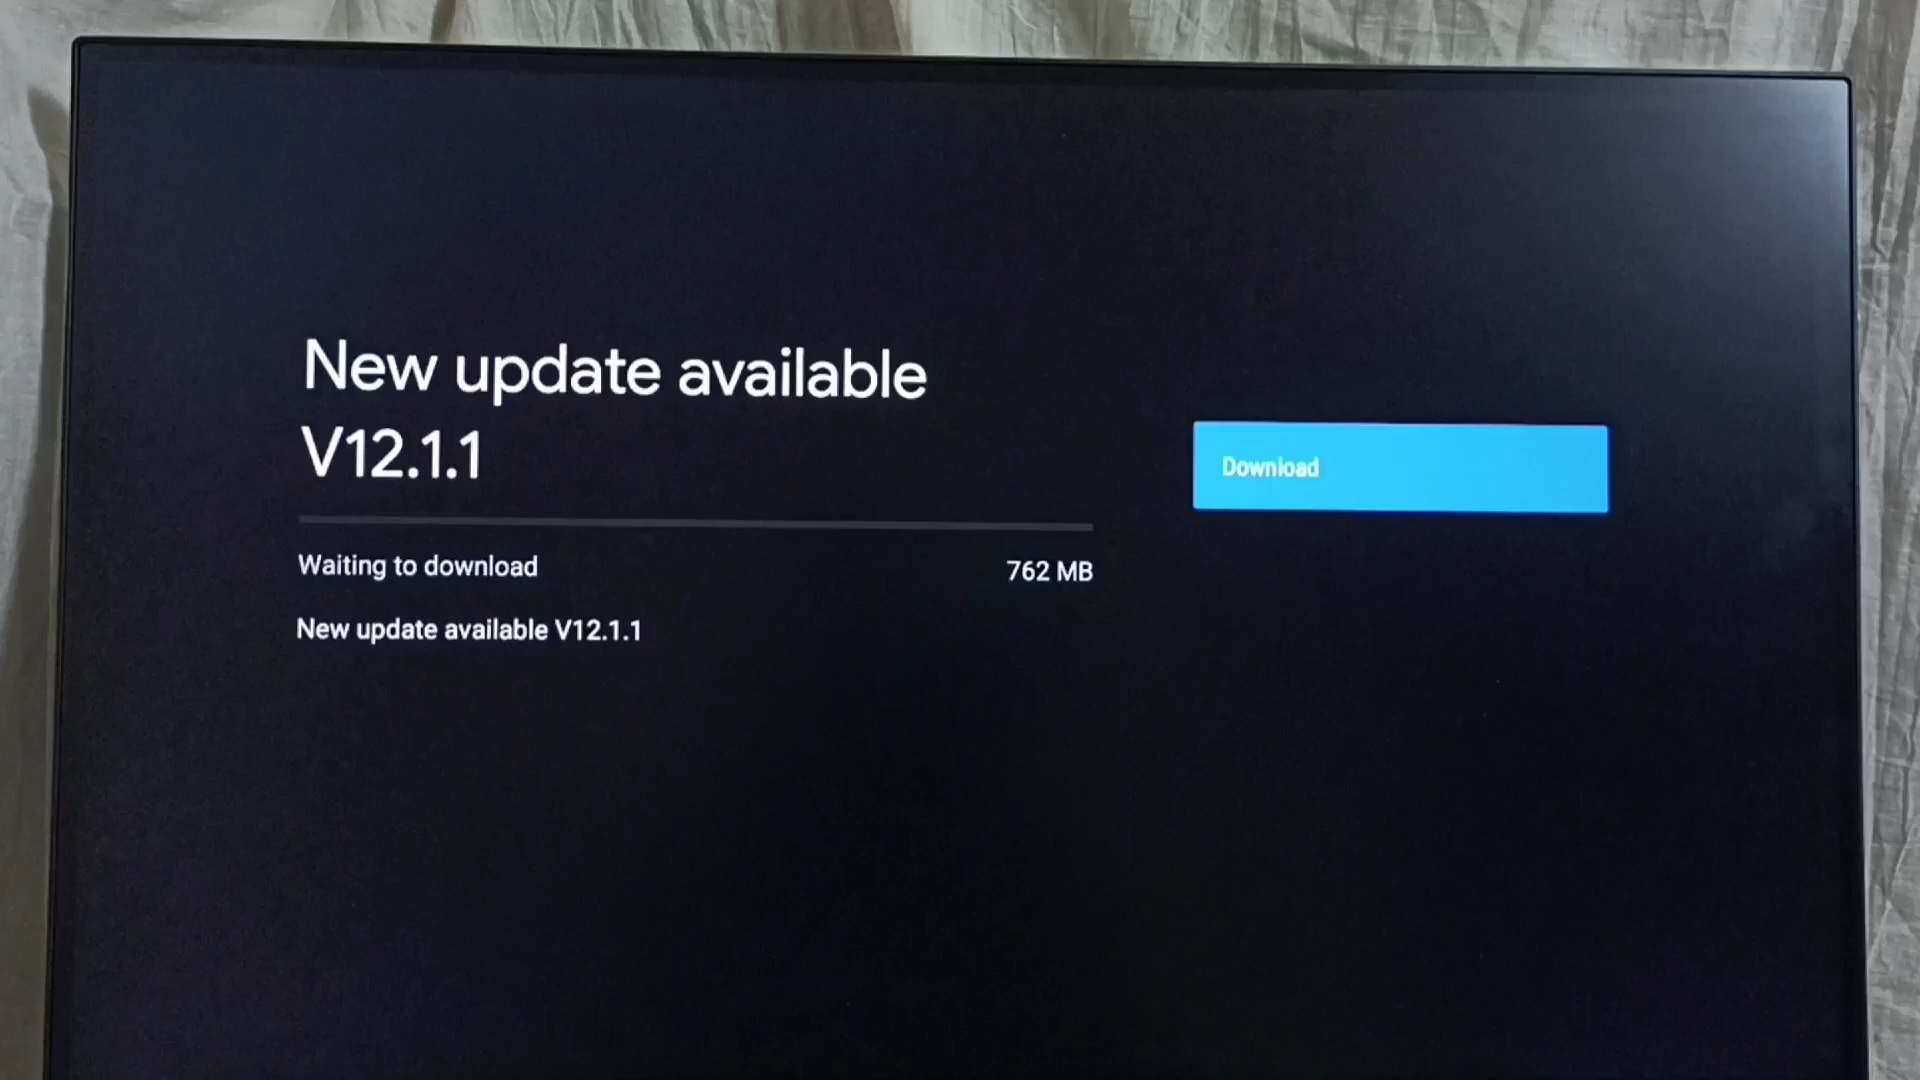 New update available
V12.1.1
Download
Waiting to download
762 MB
New update available V12.1.1